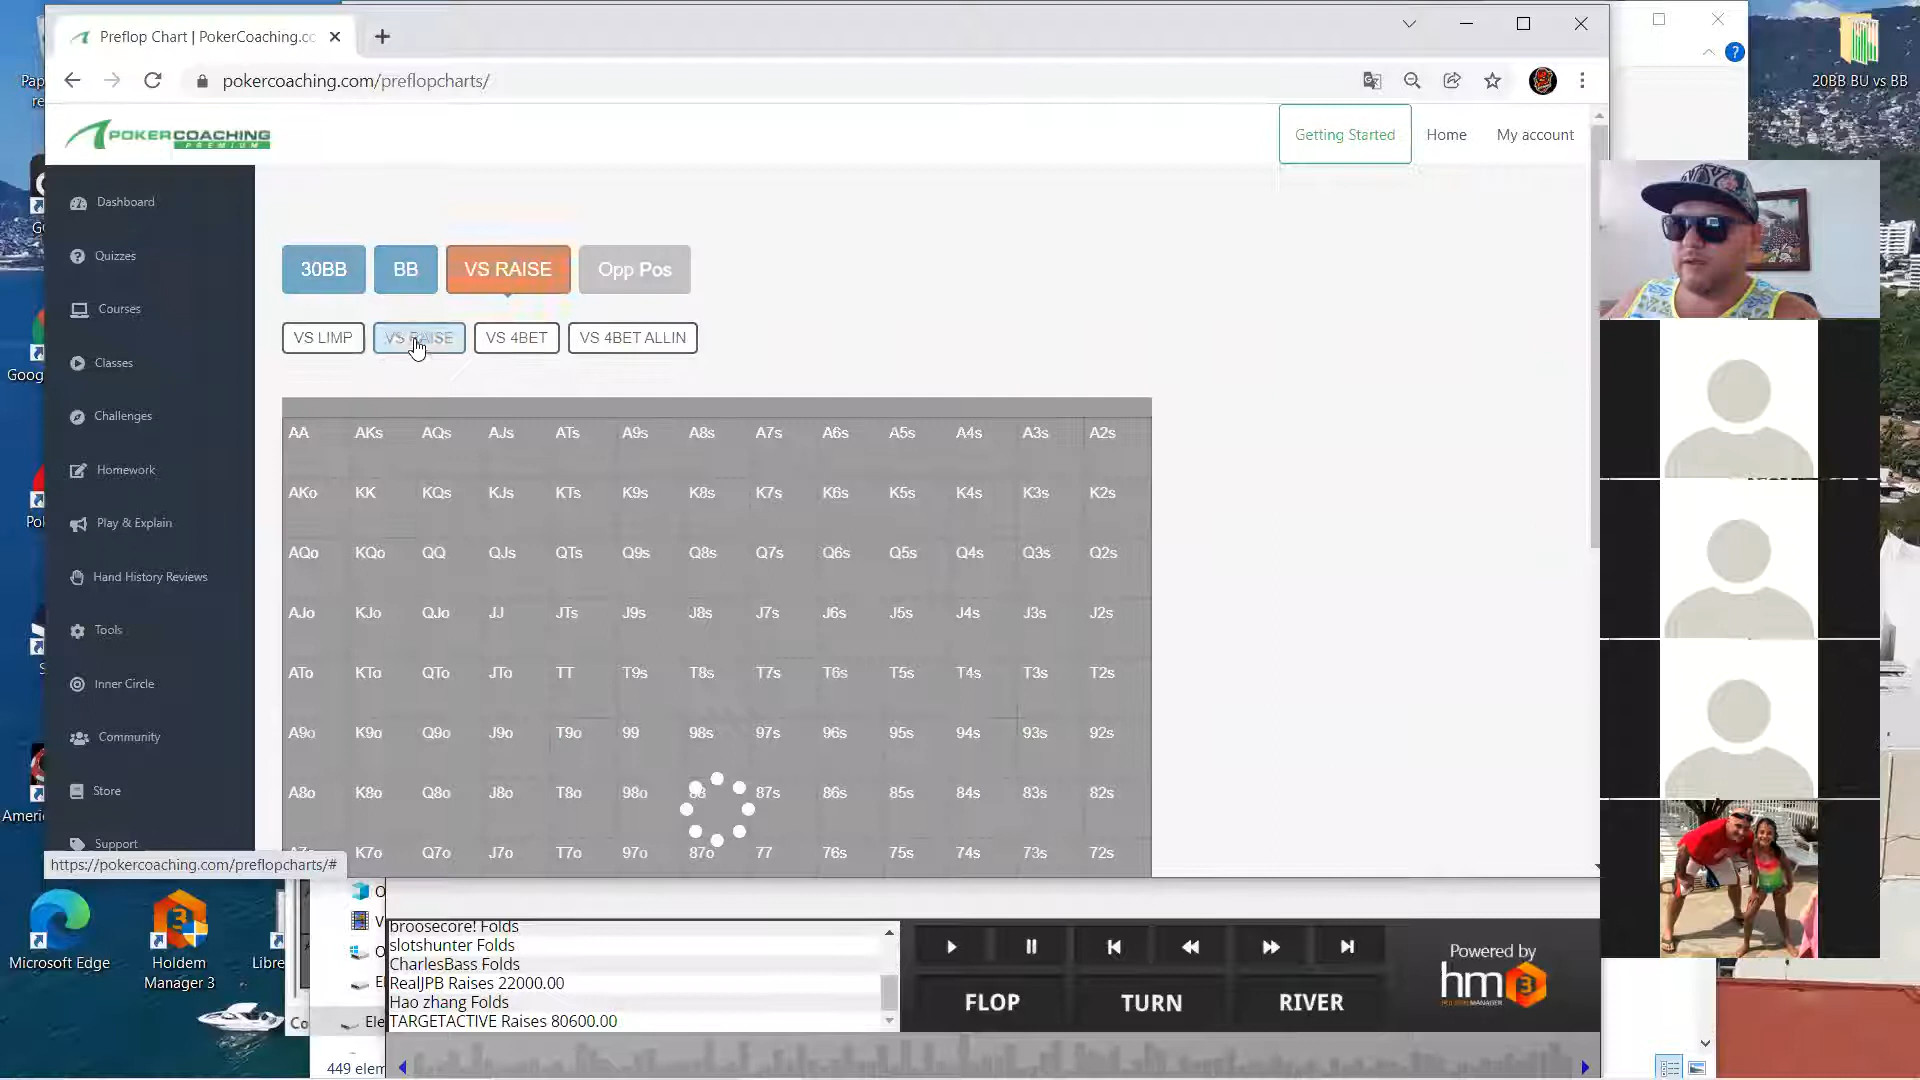 Preflop Chart | PokerCoaching.cc
pokercoaching.com/preflopcharts/
20BB BU vs BB
POKERCOACHING
PREMIUM
Getting Started
Home
My account
Dashboard
Quizzes
Courses
Classes
Challenges
Homework
Play & Explain
Hand History Reviews
Tools
Inner Circle
Community
Store
Support
30BB
BB
VS RAISE
Opp Pos
VS LIMP
VS RAISE
VS 4BET
VS 4BET ALLIN
AA AKs AQs AJs ATs A9s A8s A7s A6s A5s A4s A3s A2s
AKo KK KQs KJs KTs K9s K8s K7s K6s K5s K4s K3s K2s
AQo KQo QQ QJs QTs Q9s Q8s Q7s Q6s Q5s Q4s Q3s Q2s
AJo KJo QJo JJ JTs J9s J8s J7s J6s J5s J4s J3s J2s
ATo KTo QTo JTo TT T9s T8s T7s T6s T5s T4s T3s T2s
A9o K9o Q9o J9o T9o 99 98s 97s 96s 95s 94s 93s 92s
A8o K8o Q8o J8o T8o 98o 88 87s 86s 85s 84s 83s 82s
A7o K7o Q7o J7o T7o 97o 87o 77 76s 75s 74s 73s 72s
https://pokercoaching.com/preflopcharts/#
Microsoft Edge
Holdem
Manager 3
Libre
Goog
Ameri
449 elem
broosecore! Folds
slotshunter Folds
CharlesBass Folds
RealJPB Raises 22000.00
Hao zhang Folds
TARGETACTIVE Raises 80600.00
FLOP
TURN
RIVER
Powered by
hm3